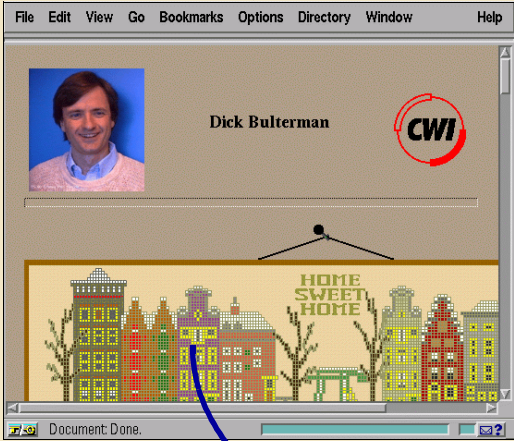 File Edit View Go Bookmarks Options Directory Window Help
Dick Bulterman
CWI
HOME
SWEET
HOME
Document: Done.
?